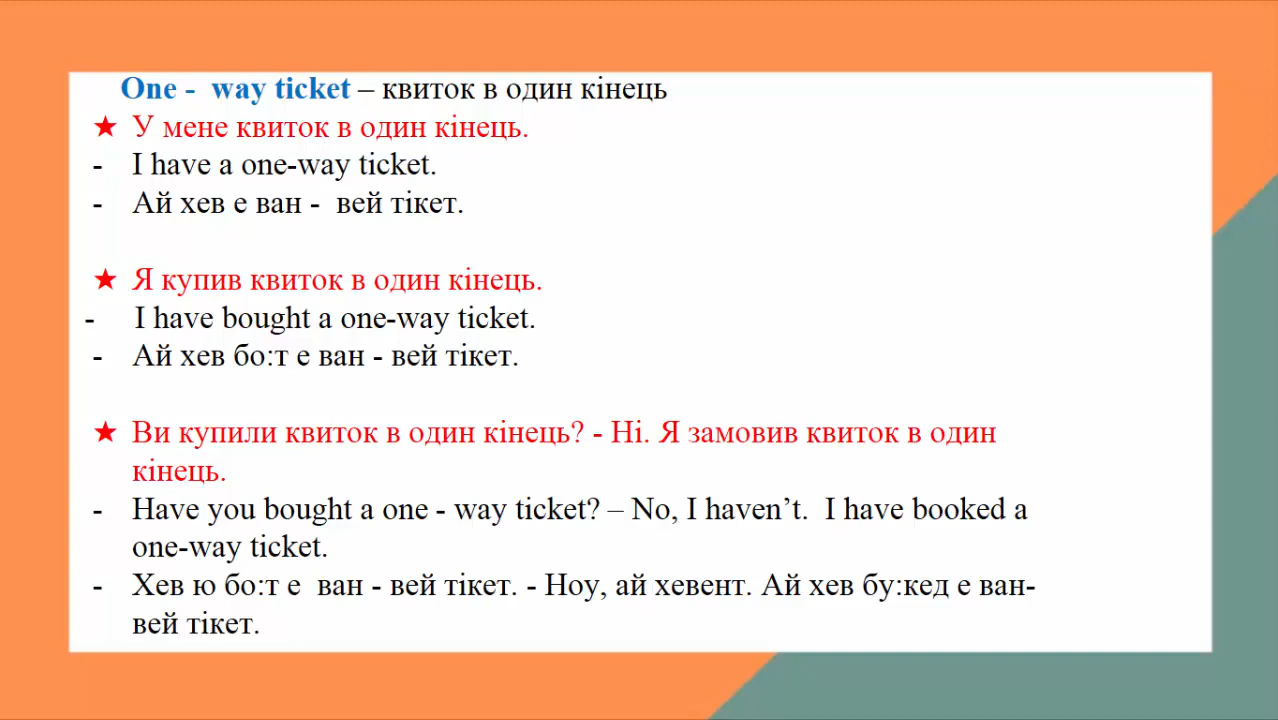 One -  way ticket – квиток в один кінець
★ У мене квиток в один кінець.
- I have a one-way ticket.
- Ай хев е ван -  вей тікет.
★ Я купив квиток в один кінець.
- I have bought a one-way ticket.
- Ай хев бо:т е ван - вей тікет.
★ Ви купили квиток в один кінець? - Ні. Я замовив квиток в один
кінець.
- Have you bought a one - way ticket? – No, I haven’t.  I have booked a
one-way ticket.
- Хев ю бо:т е  ван - вей тікет. - Ноу, ай хевент. Ай хев бу:кед е ван-
вей тікет.